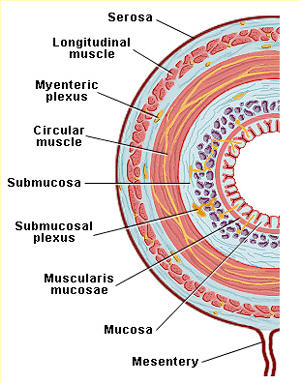 Serosa
Longitudinal
muscle
Myenteric
plexus
Circular
muscle
Submucosa
Submucosal
plexus
Muscularis
mucosae
Mucosa
Mesentery